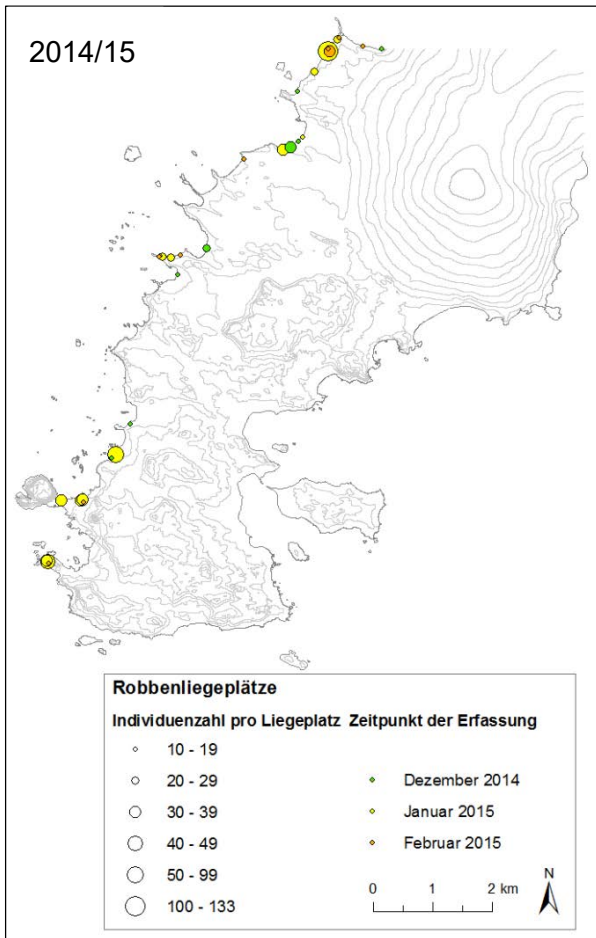 2014/15
Robbenliegeplätze
Individuenzahl pro Liegeplatz Zeitpunkt der Erfassung
10 - 19
20 - 29
30 - 39
40 - 49
50 - 99
100 - 133
Dezember 2014
Januar 2015
Februar 2015
0 1 2 km
N